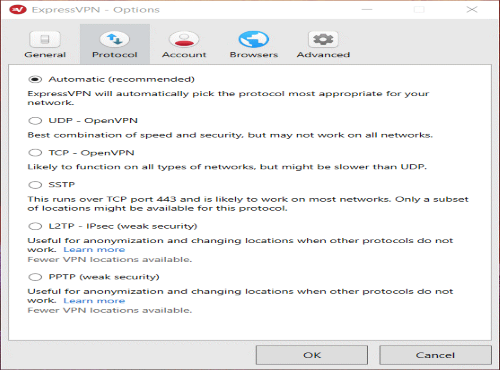 ExpressVPN - Options
General Protocol Account Browsers Advanced
Automatic (recommended)
ExpressVPN will automatically pick the protocol most appropriate for your
network.
UDP - OpenVPN
Best combination of speed and security, but may not work on all networks.
TCP - OpenVPN
Likely to function on all types of networks, but might be slower than UDP.
SSTP
This runs over TCP port 443 and is likely to work on most networks. Only a subset
of locations might be available for this protocol.
L2TP - IPsec (weak security)
Useful for anonymization and changing locations when other protocols do not
work. Learn more
Fewer VPN locations available.
PPTP (weak security)
Useful for anonymization and changing locations when other protocols do not
work. Learn more
Fewer VPN locations available.
OK Cancel